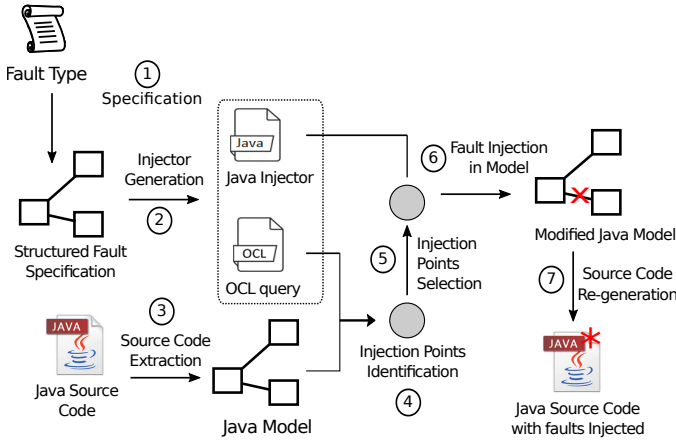 Fault Type
1
Specification
Injector
Generation
2
Structured Fault
Specification
Java
Java Injector
OCL
OCL query
3
Source Code
Extraction
JAVA
Java Source
Code
Java Model
Injection Points
Identification
4
5
Injection
Points
Selection
6
Fault Injection
in Model
Modified Java Model
7
Source Code
Re-generation
JAVA
Java Source Code
with faults Injected